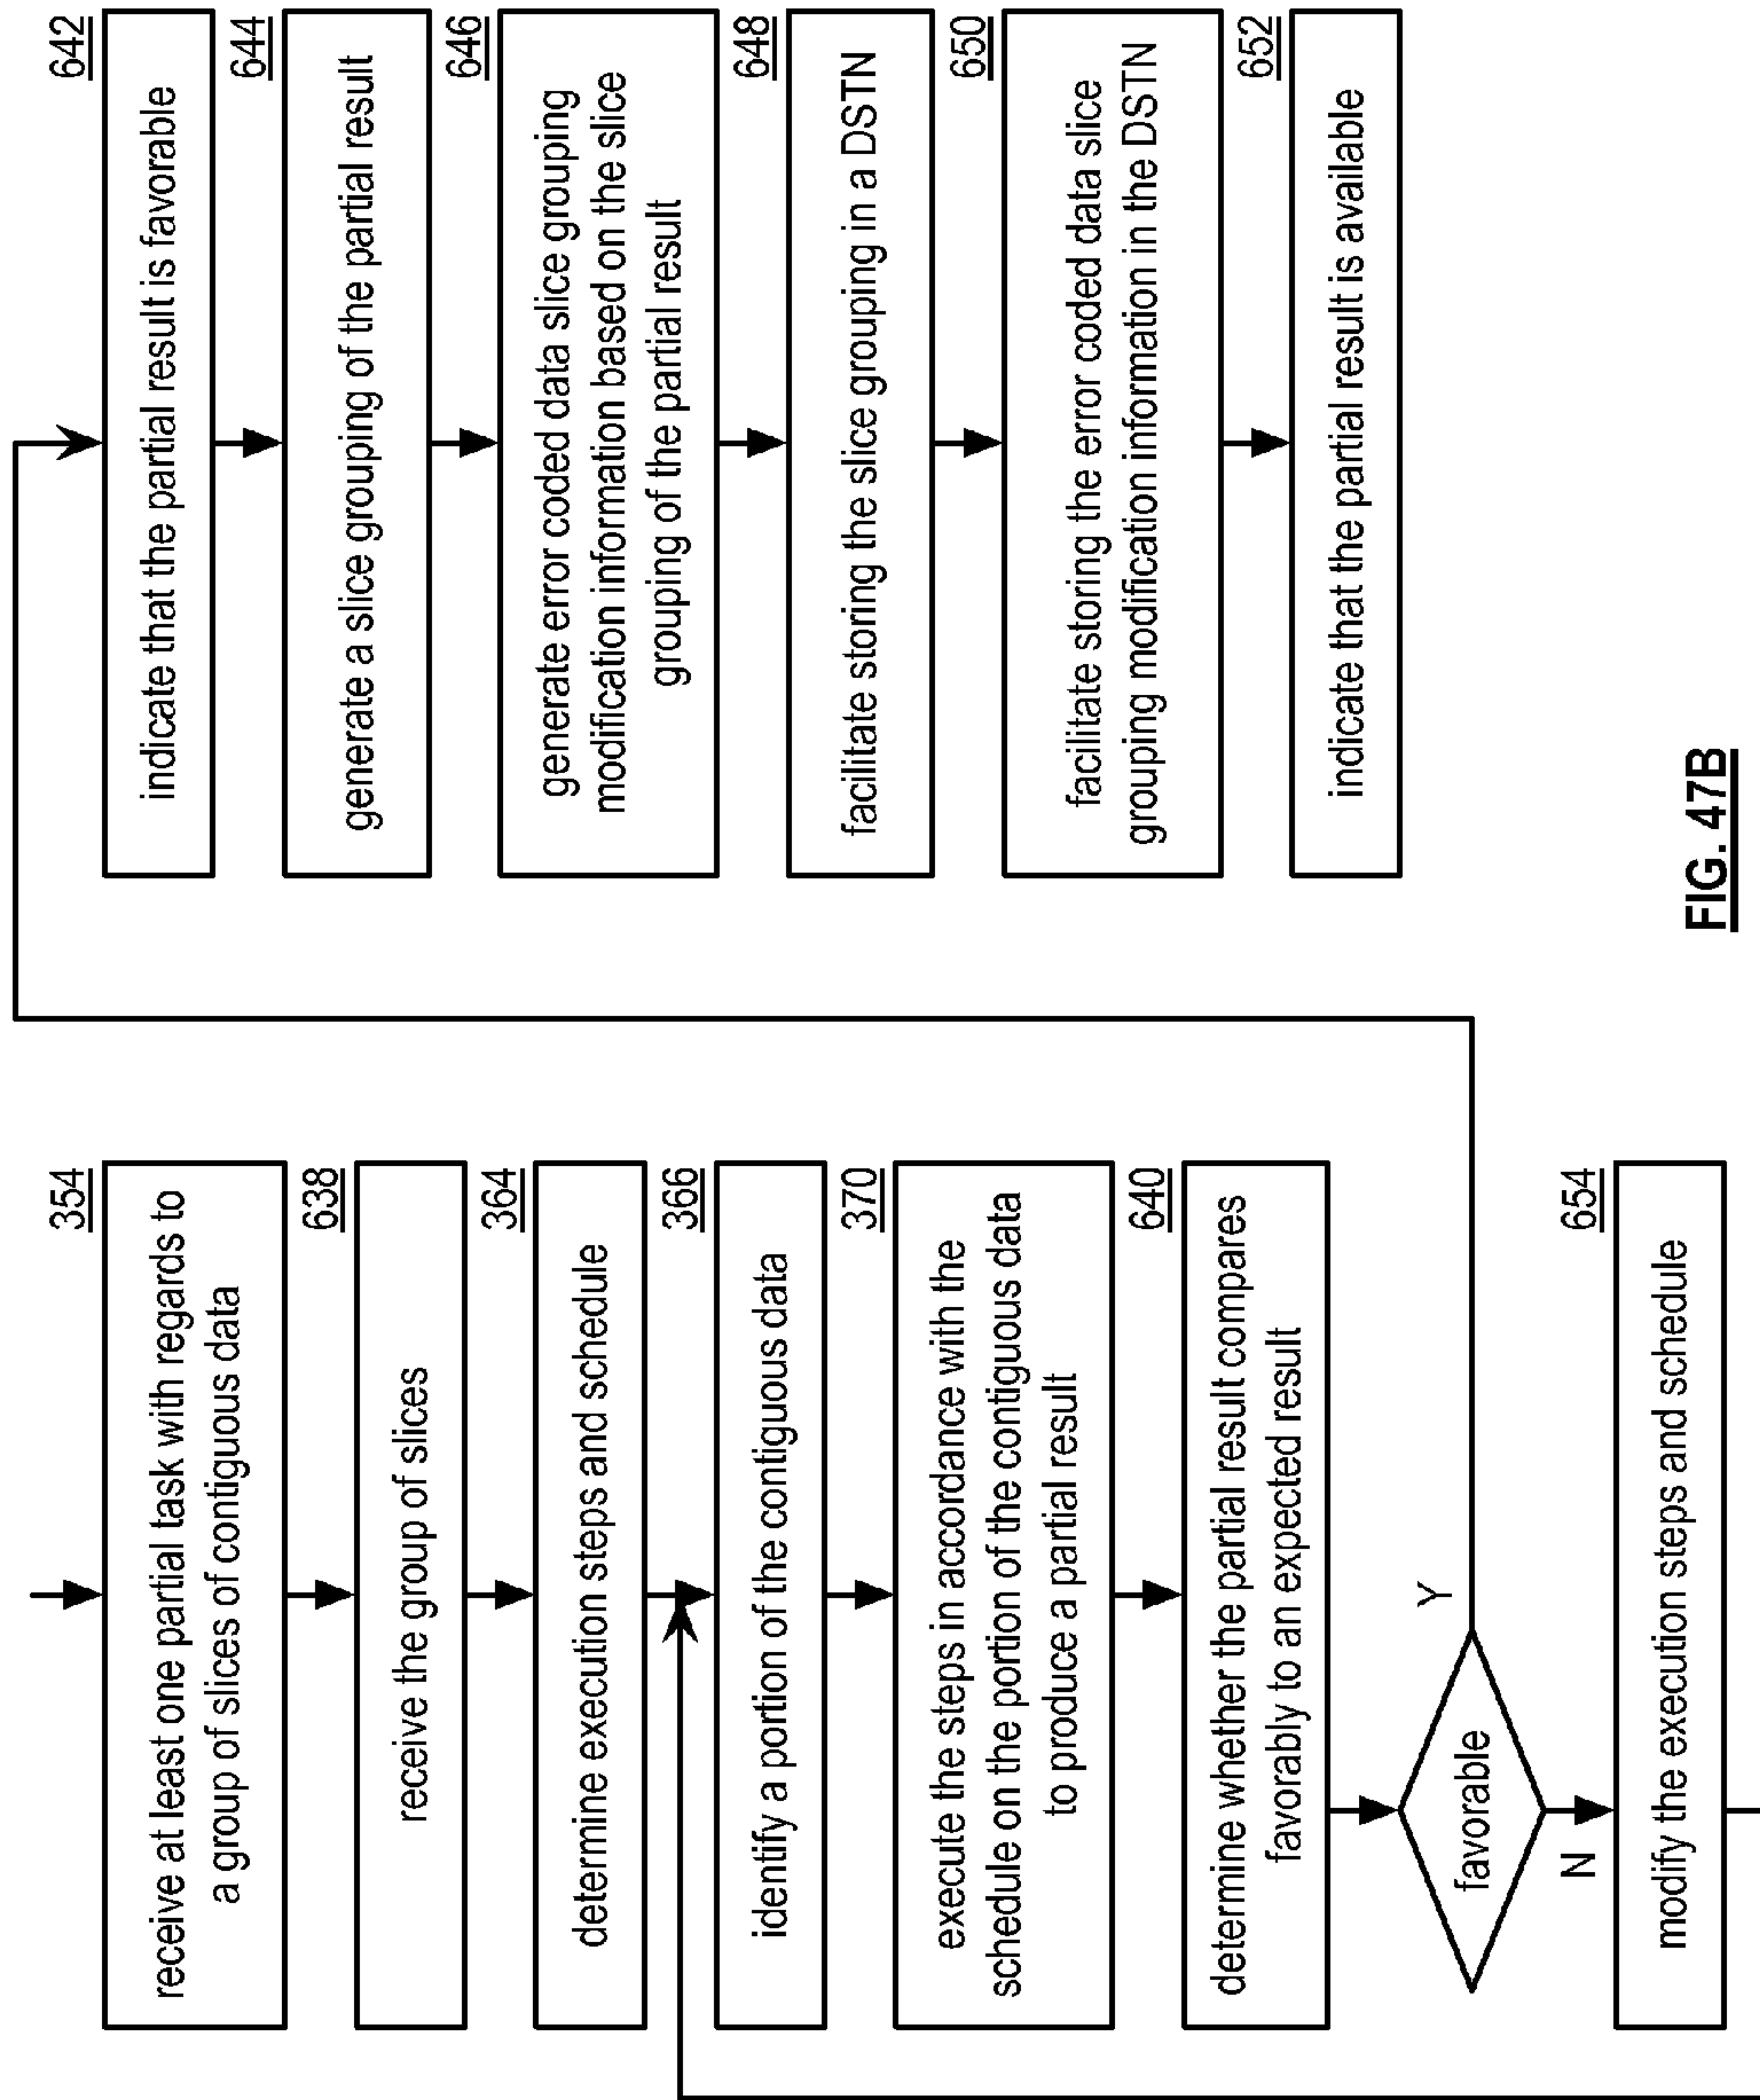 354
receive at least one partial task with regards to
a group of slices of contiguous data
638
receive the group of slices
364
determine execution steps and schedule
366
identify a portion of the contiguous data
370
execute the steps in accordance with the
schedule on the portion of the contiguous data
to produce a partial result
640
determine whether the partial result compares
favorably to an expected result
favorable
Y
N
654
modify the execution steps and schedule
642
indicate that the partial result is favorable
644
generate a slice grouping of the partial result
646
generate error coded data slice grouping
modification information based on the slice
grouping of the partial result
648
facilitate storing the slice grouping in a DSTN
650
facilitate storing the error coded data slice
grouping modification information in the DSTN
652
indicate that the partial result is available
FIG. 47B